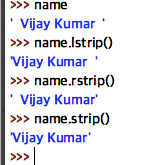 >>> name
'  Vijay Kumar  '
>>> name.lstrip()
'Vijay Kumar  '
>>> name.rstrip()
'  Vijay Kumar'
>>> name.strip()
'Vijay Kumar'
>>>